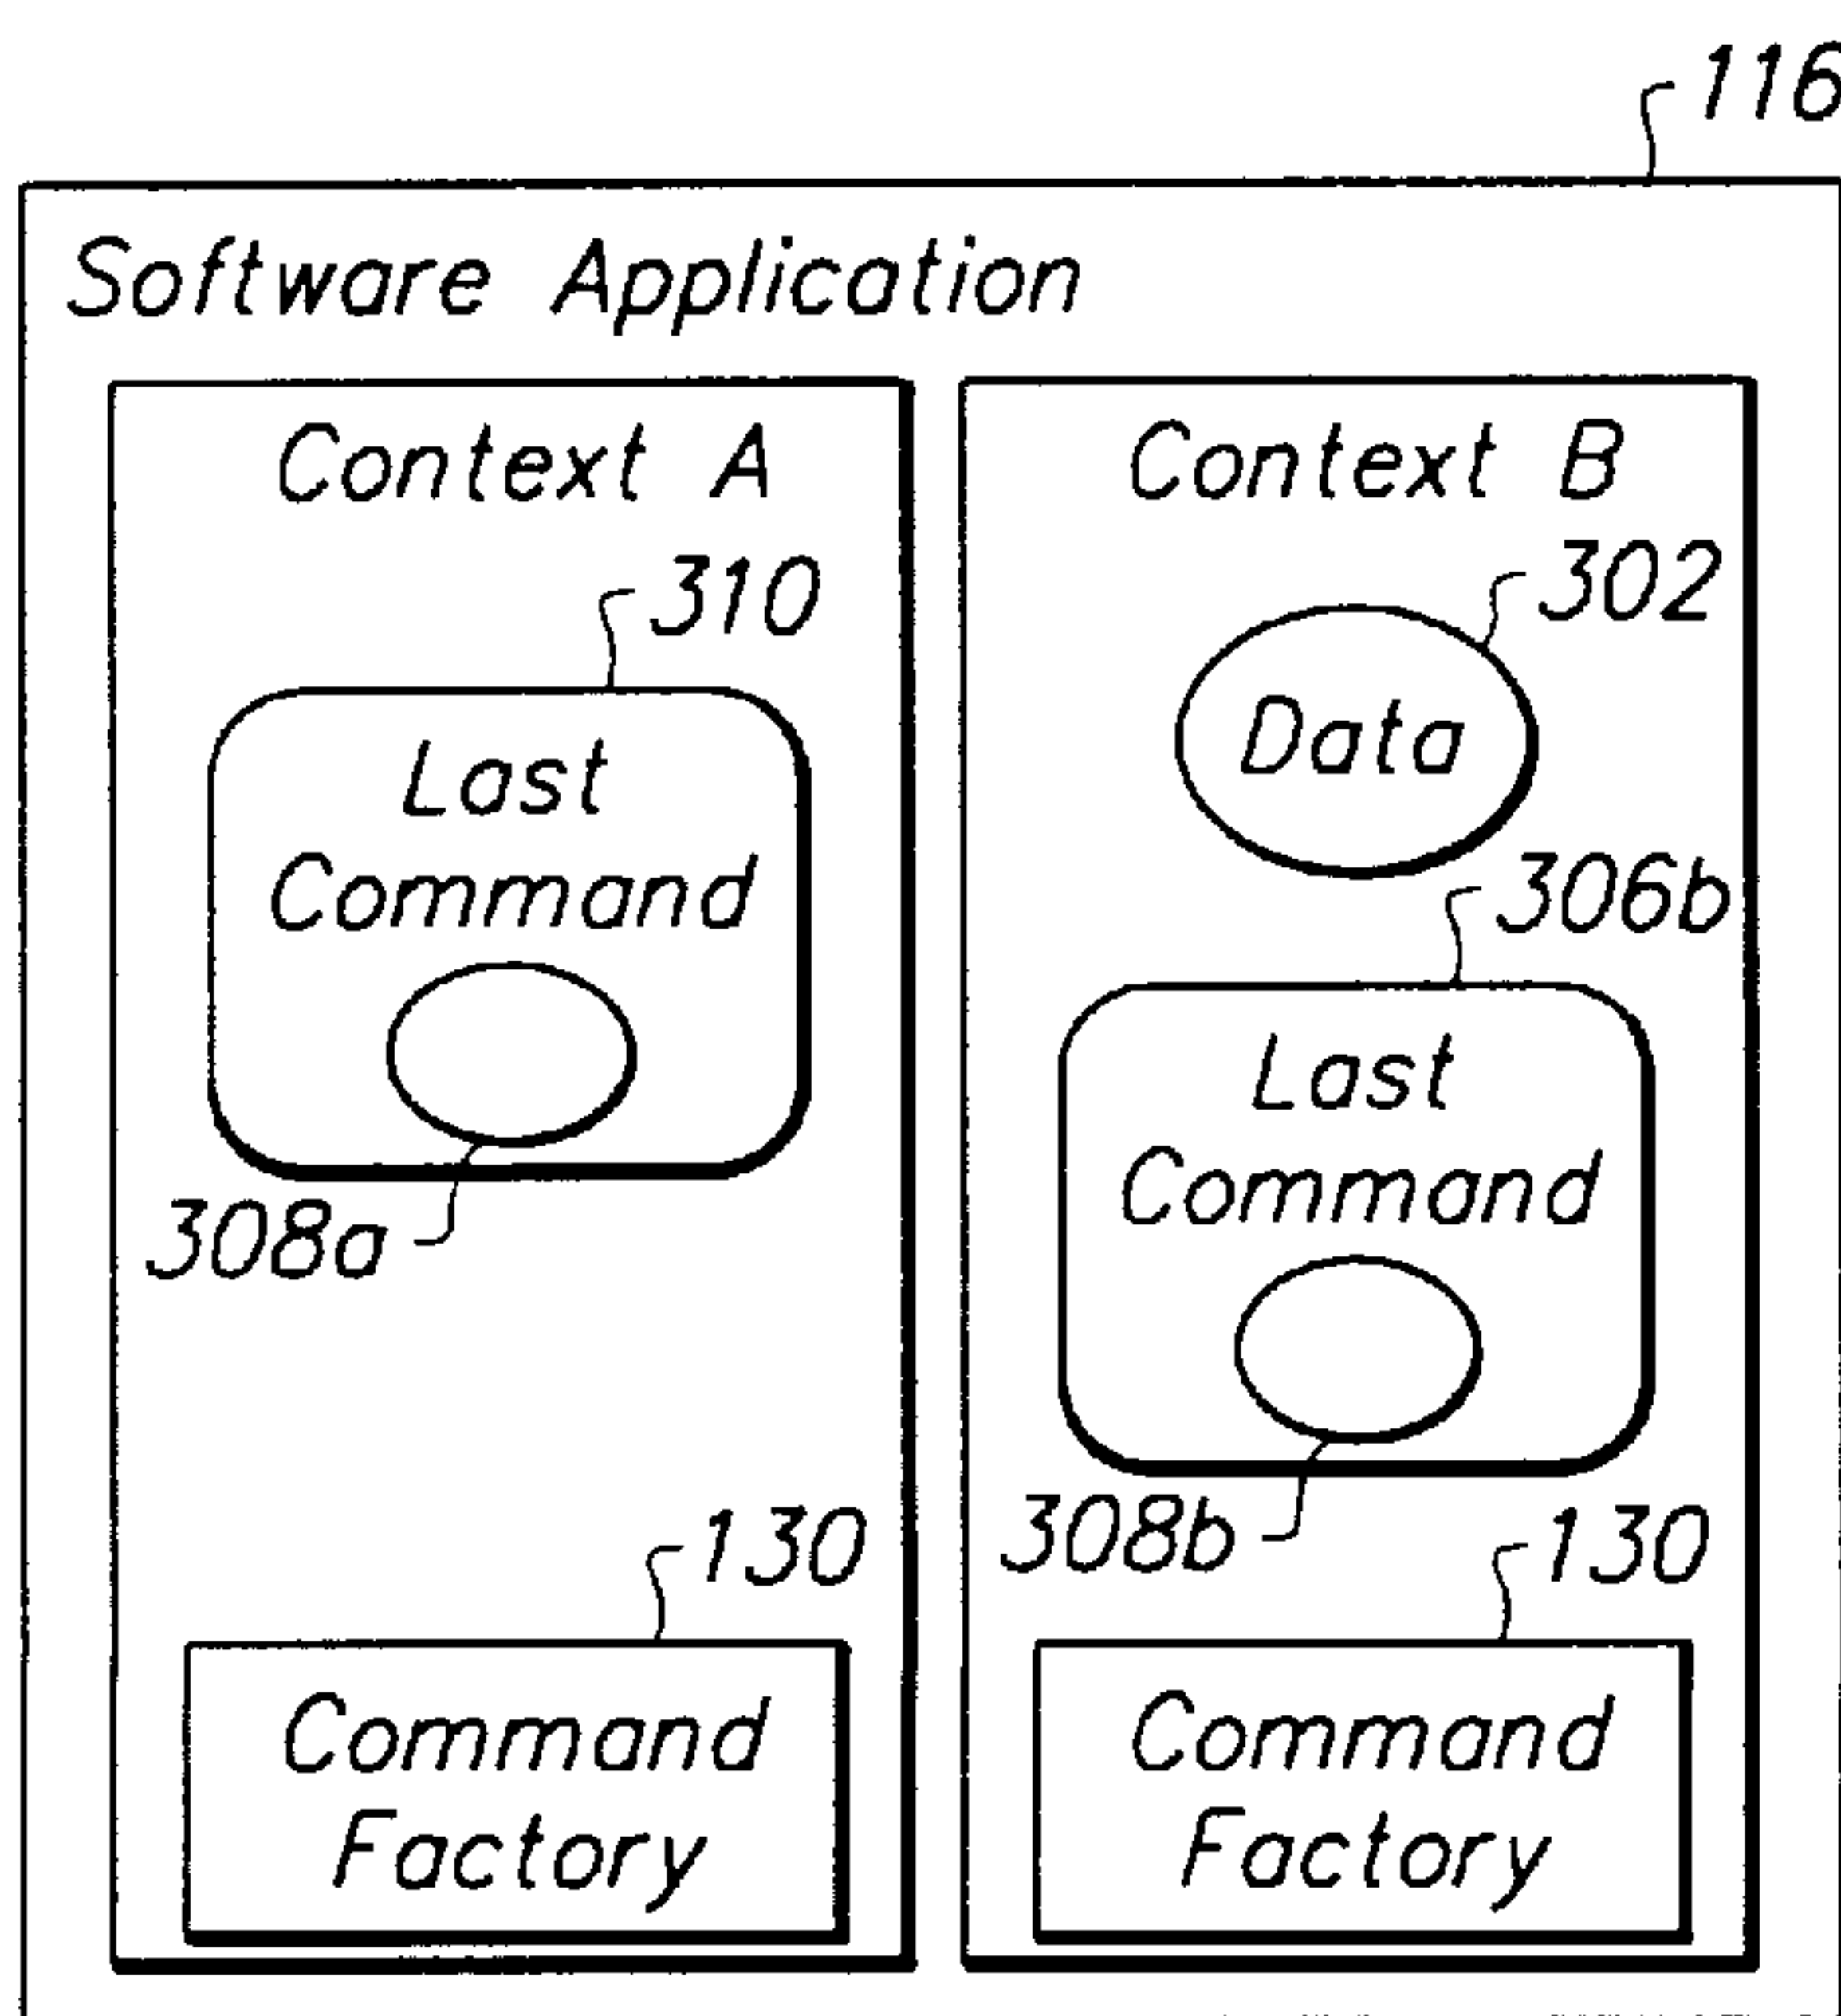 116
Software Application
Context A
310
Last
Command
308a
130
Command
Factory
Context B
302
Data
306b
Last
Command
308b
130
Command
Factory